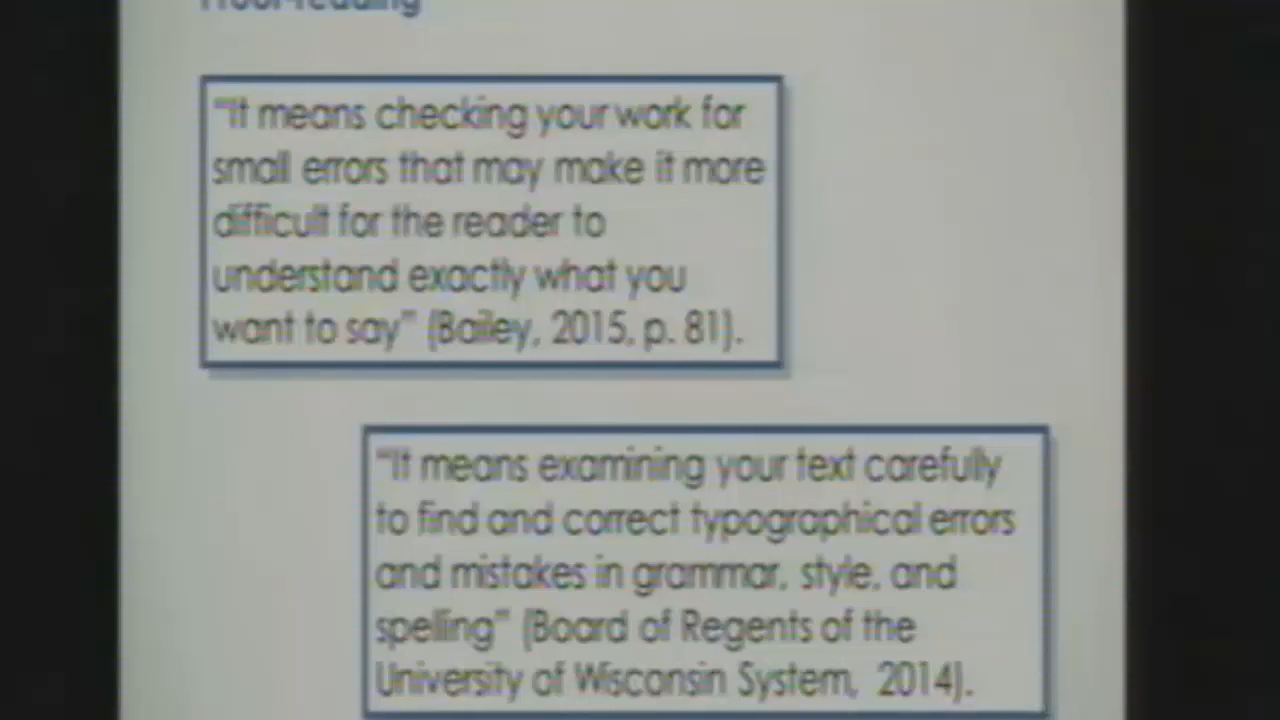 Proof-reading
“It means checking your work for
small errors that may make it more
difficult for the reader to
understand exactly what you
want to say” (Bailey, 2015, p. 81).
“It means examining your text carefully
to find and correct typographical errors
and mistakes in grammar, style, and
spelling” (Board of Regents of the
University of Wisconsin System, 2014).